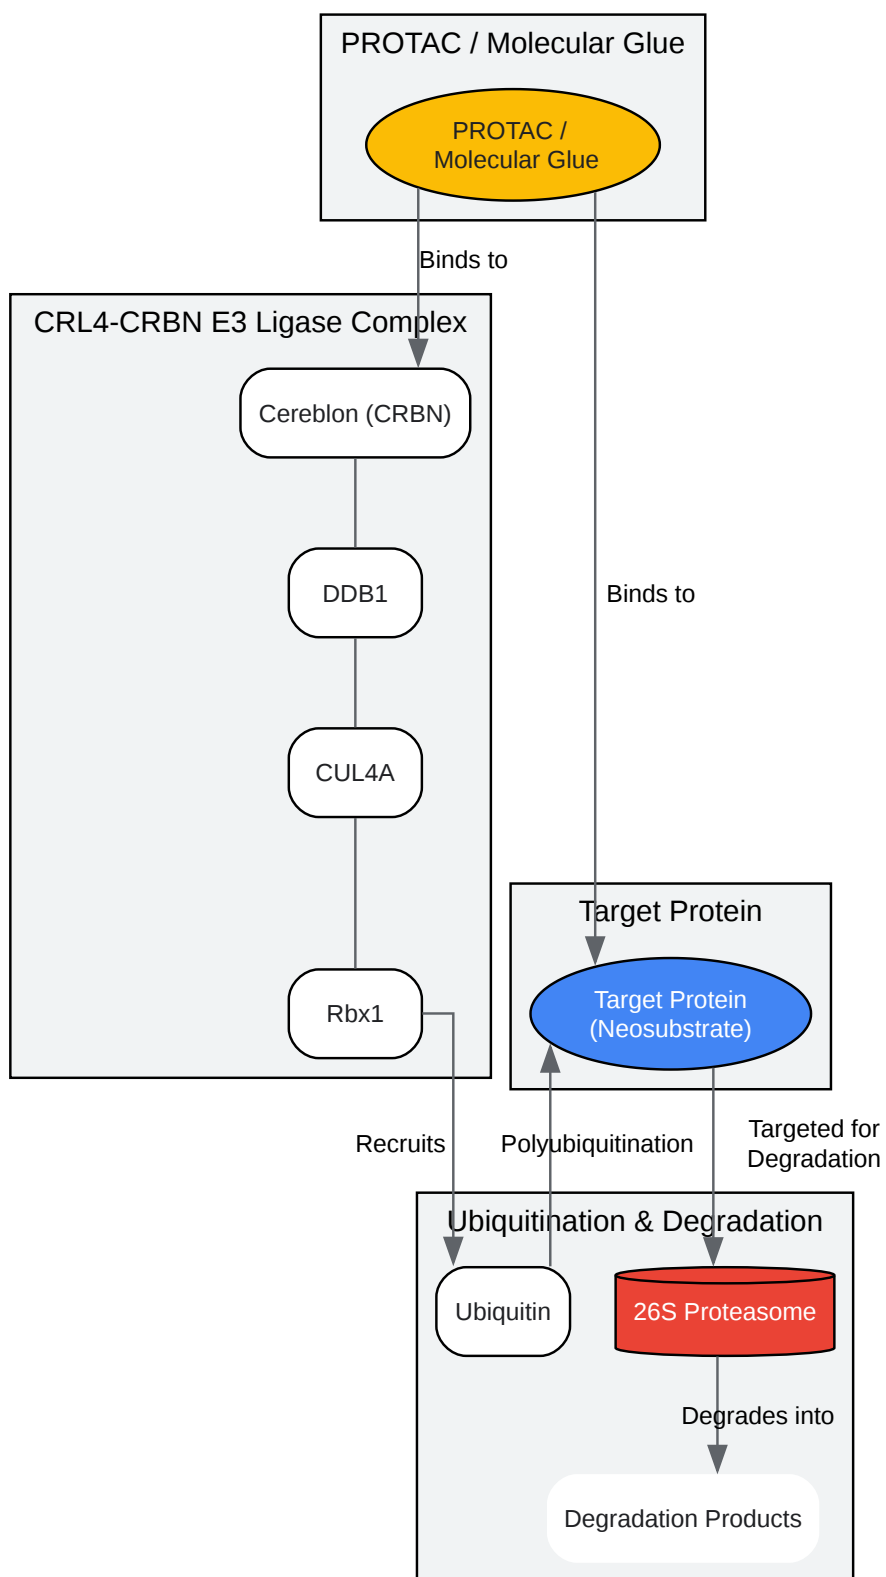 PROTAC / Molecular Glue
PROTAC /
Molecular Glue
Binds to
CRL4-CRBN E3 Ligase Complex
Cereblon (CRBN)
DDB1
Binds to
CUL4A
Target Protein
Target Protein
(Neosubstrate)
Rbx1
Recruits
Polyubiquitination
Targeted for
Degradation
Ubiquitination & Degradation
Ubiquitin
26S Proteasome
Degrades into
Degradation Products